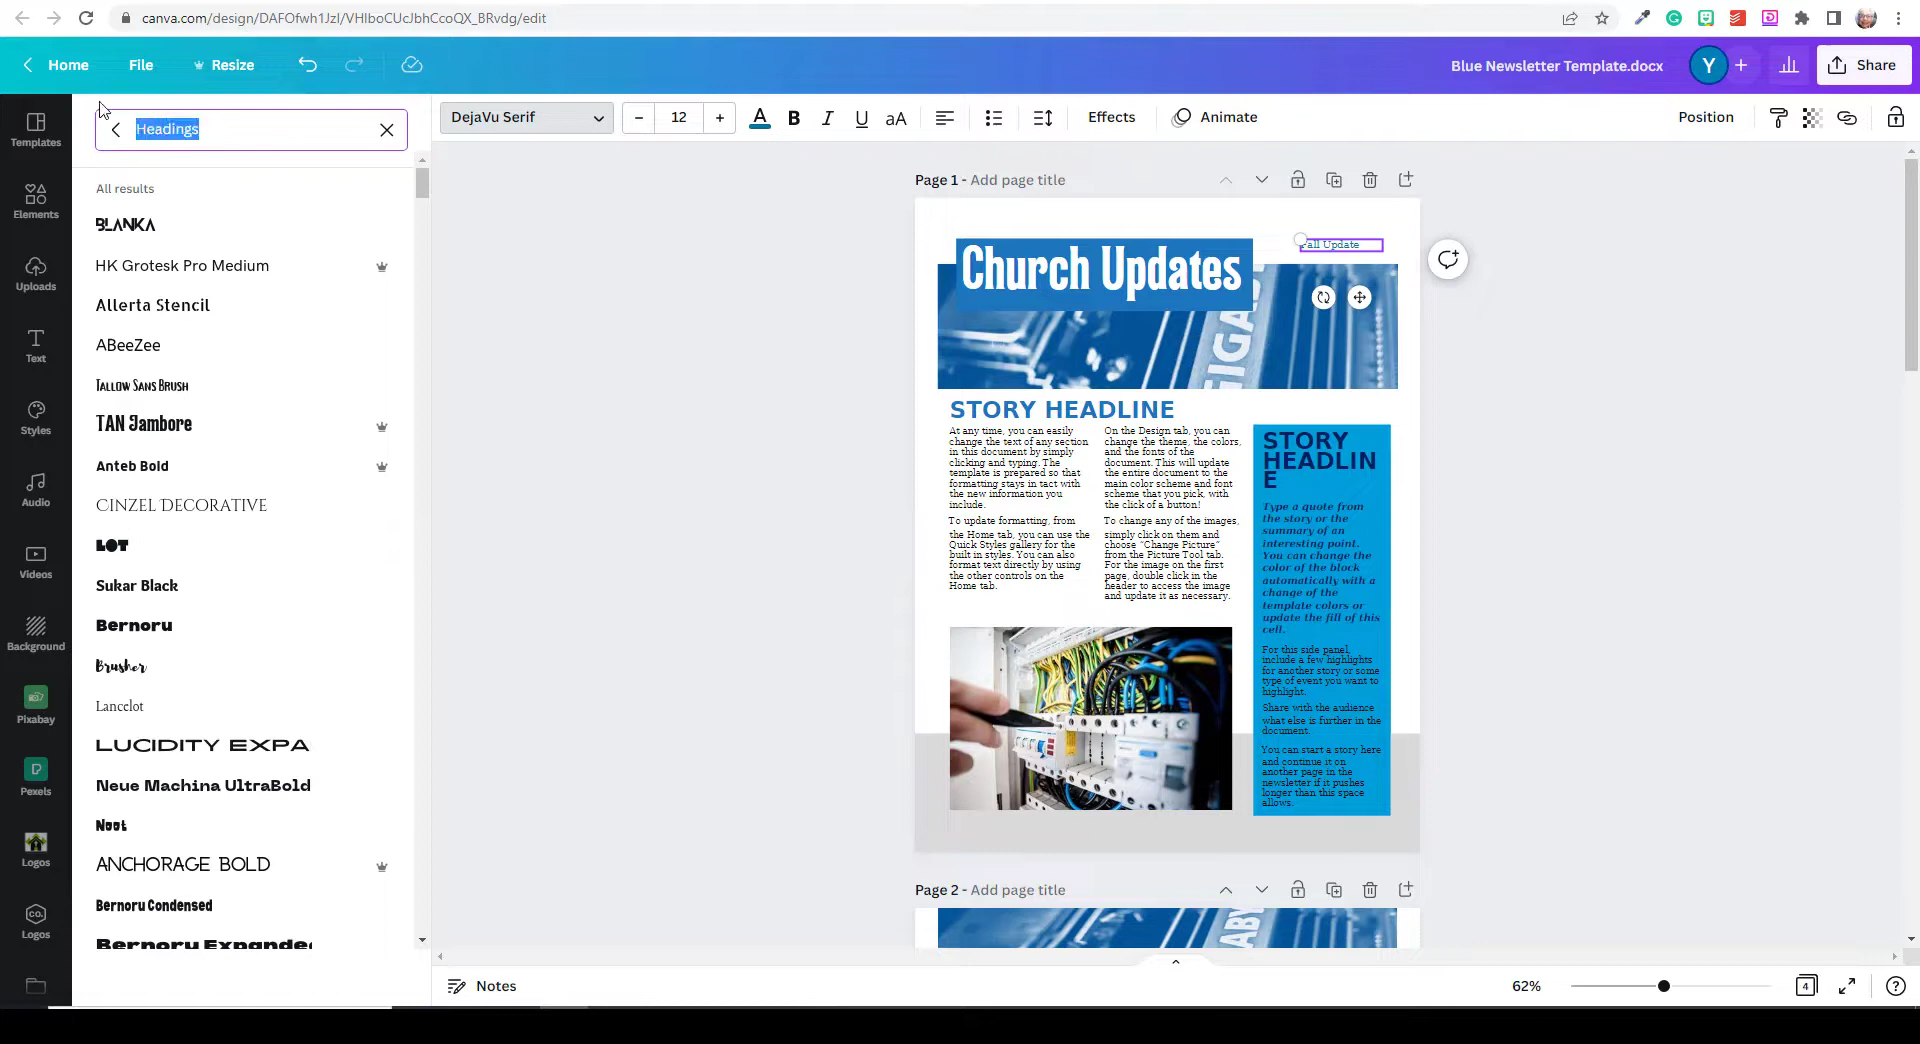 canva.com/design/DAFOfwh1JzI/VHIboCUcJbhCcoQX_BRvdg/edit
Home
File
Resize
Blue Newsletter Template.docx
Y
Share
Headings
DejaVu Serif
12
A
B
I
U
aA
Effects
Animate
Position
Templates
Elements
Uploads
Text
Styles
Audio
Videos
Background
Pixabay
Pexels
Logos
co.
Logos
All results
BLANKA
HK Grotesk Pro Medium
Allerta Stencil
ABeeZee
TALLOW SANS BRUSH
TAN Jambore
Anteb Bold
CINZEL DECORATIVE
LOT
Sukar Black
Bernoru
Brusher
Lancelot
LUCIDITY EXPA
Neue Machina UltraBold
Noot
ANCHORAGE BOLD
Bernoru Condensed
Bernoru Expanded
Page 1 - Add page title
Fall Update
Church Updates
GIGA
STORY HEADLINE
At any time, you can easily
change the text of any section
in this document by simply
clicking and typing. The
template is prepared so that
formatting stays in tact with
the new information you
include.
To update formatting, from
the Home tab, you can use the
Quick Styles gallery for the
built in styles. You can also
format text directly by using
the other controls on the
Home tab.
On the Design tab, you can
change the theme, the colors,
and the fonts of the
document. This will update
the entire document to the
main color scheme and font
scheme that you pick, with
the click of a button!
To change any of the images,
simply click on them and
choose "Change Picture"
from the Picture Tool tab.
For the image on the first
page, double click in the
header to access the image
and update it as necessary.
STORY
HEADLIN
E
Type a quote from
the story or the
summary of an
interesting point.
You can change the
color of the block
automatically with a
change of the
template colors or
update the fill of this
cell.
For this side panel,
include a few highlights
for another story or some
type of event you want to
highlight.
Share with the audience
what else is further in the
document.
You can start a story here
and continue it on
another page in the
newsletter if it pushes
longer than this space
allows.
Page 2 - Add page title
ABY
Notes
62%
4
?